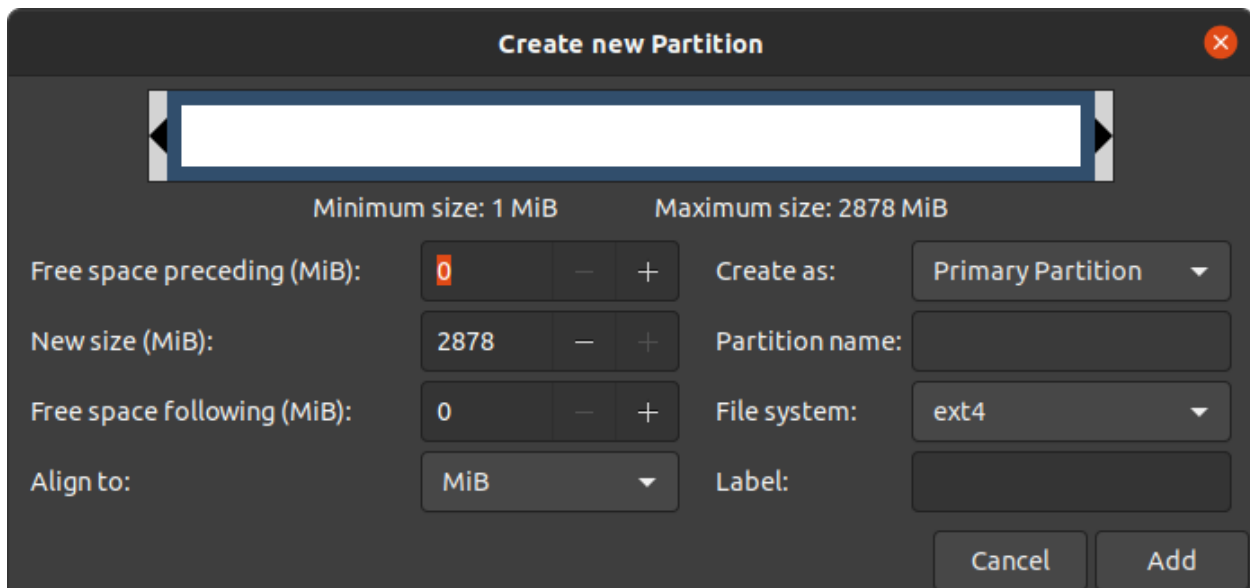 Create new Partition
Minimum size: 1 MiB Maximum size: 2878 MiB
Free space preceding (MiB): 0 Create as: Primary Partition
New size (MiB): 2878 Partition name:
Free space following (MiB): 0 File system: ext4
Align to: MiB Label:
Cancel Add